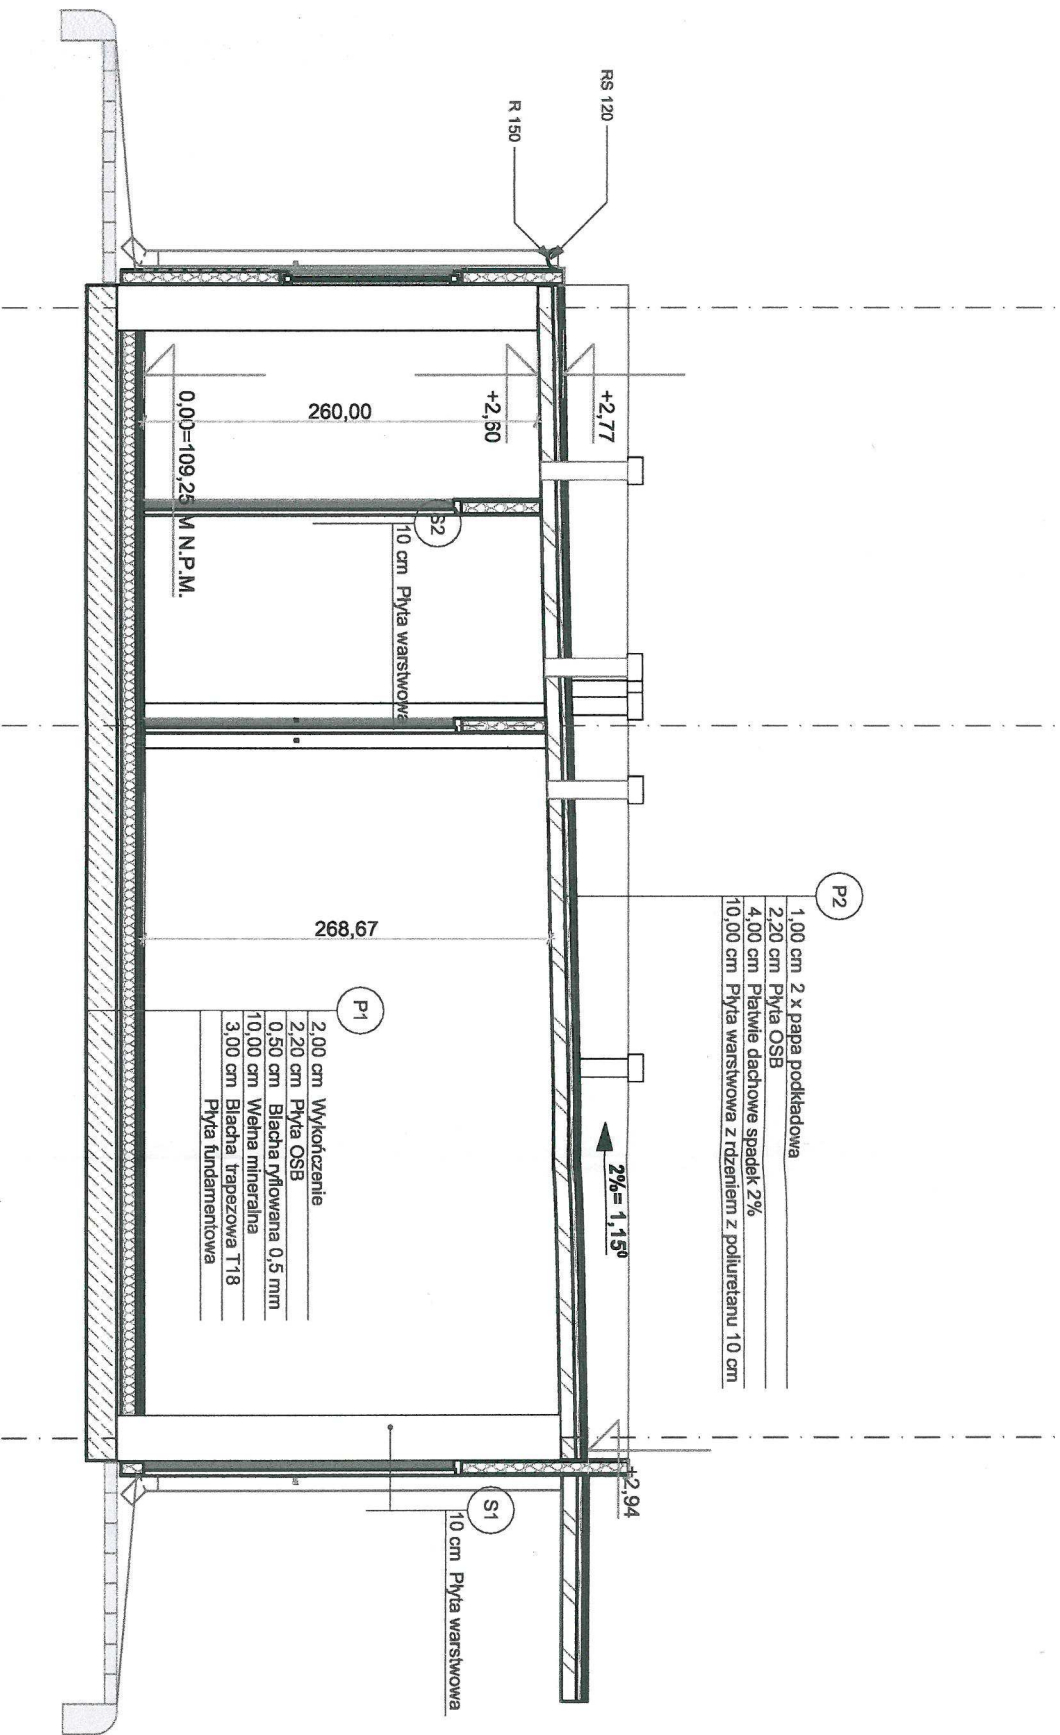 RS 120
R 150
+2,77
+2,60
260,00
0,00=109,25 M N.P.M.
S2
10 cm Płyta warstwowa
P2
1,00 cm 2 x papa podkładowa
2,20 cm Płyta OSB
4,00 cm Płatwie dachowe spadek 2%
10,00 cm Płyta warstwowa z rdzeniem z poliuretanu 10 cm
268,67
P1
2,00 cm Wykończenie
2,20 cm Płyta OSB
0,50 cm Blacha ryflowana 0,5 mm
10,00 cm Wełna mineralna
3,00 cm Blacha trapezowa T18
Płyta fundamentowa
2%= 1,15⁰
+2,94
S1
10 cm Płyta warstwowa